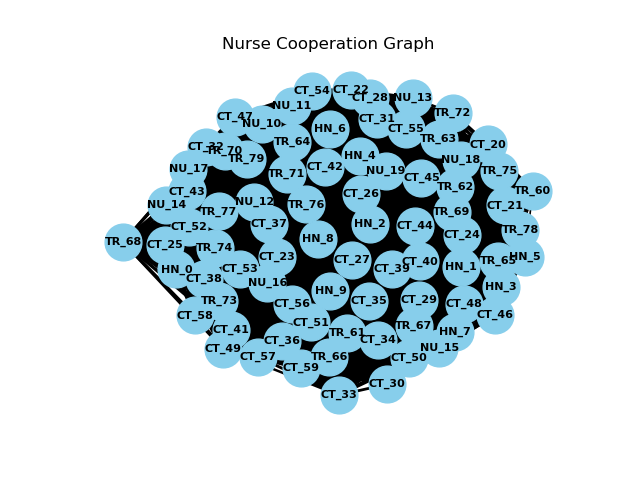 Nurse Cooperation Graph
CT_54
CT_22
CT_28
NU_13
NU_11
TR_72
CT_47
NU_10
CT_31
HN_6
CT_55
TR_63
TR_64
CT_20
CT_32
TR_70
TR_79
HN_4
NU_18
NU_17
CT_42
NU_19
TR_75
TR_71
CT_45
TR_62
TR_60
CT_43
CT_26
NU_14
NU_12
TR_76
CT_21
TR_77
TR_69
CT_52
CT_37
HN_2
CT_44
TR_78
CT_24
TR_68
HN_8
CT_25
TR_74
CT_23
CT_27
CT_40
TR_65
HN_5
HN_0
CT_53
CT_39
HN_1
CT_38
NU_16
HN_9
HN_3
TR_73
CT_56
CT_35
CT_29
CT_48
CT_58
CT_46
CT_51
TR_67
CT_41
TR_61
HN_7
CT_36
CT_34
CT_49
NU_15
CT_57
TR_66
CT_50
CT_59
CT_30
CT_33